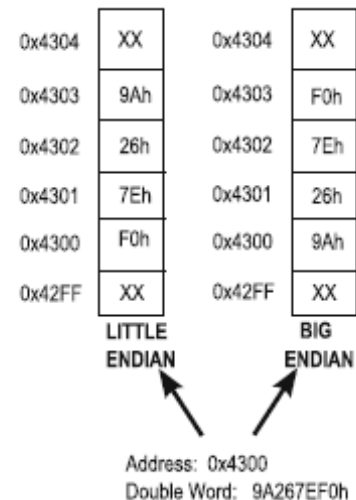 0x4304 XX 0x4304 XX
0x4303 9Ah 0x4303 F0h
0x4302 26h 0x4302 7Eh
0x4301 7Eh 0x4301 26h
0x4300 F0h 0x4300 9Ah
0x42FF XX 0x42FF XX
LITTLE BIG
ENDIAN ENDIAN
Address: 0x4300
Double Word: 9A267EF0h